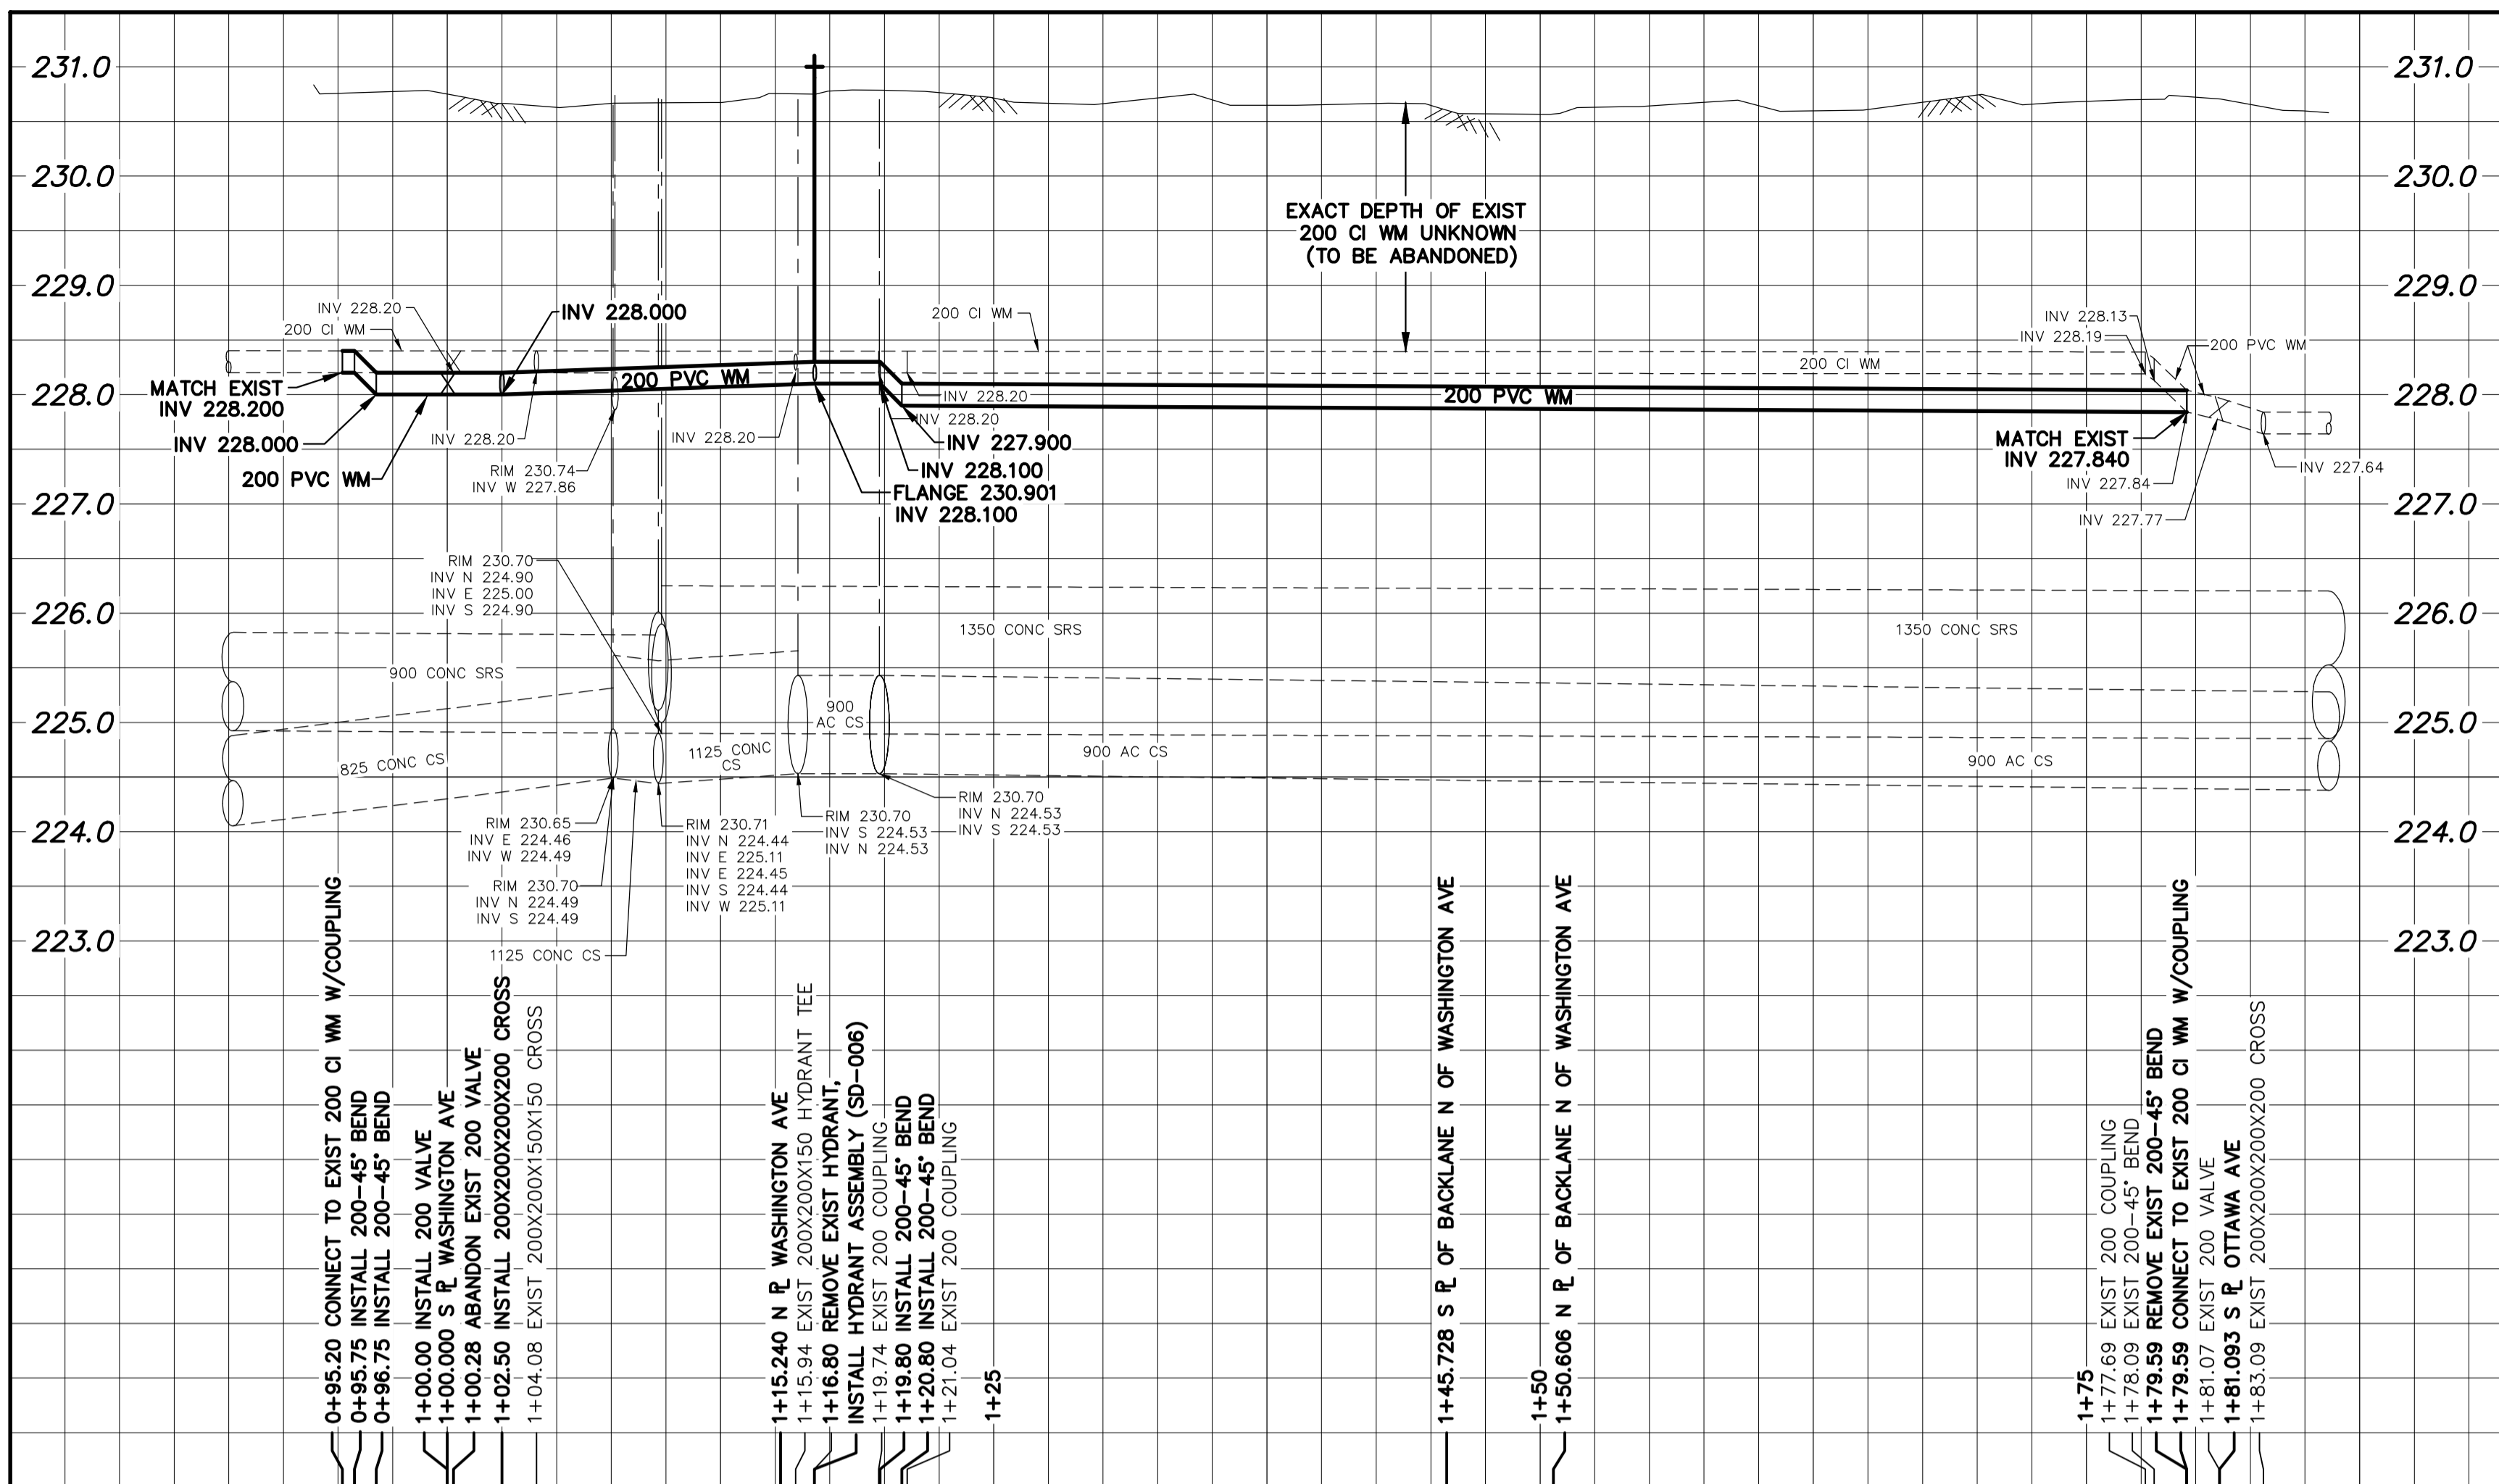 231.0
231.0
230.0
230.0
EXACT DEPTH OF EXIST
200 CI WM UNKNOWN
(TO BE ABANDONED)
229.0
229.0
INV 228.20
200 CI WM
INV 228.000
200 CI WM
INV 228.13
INV 228.19
200 PVC WM
200 CI WM
MATCH EXIST
INV 228.200
228.0
200 PVC WM
INV 228.20
200 PVC WM
228.0
INV 228.000
INV 228.20
INV 228.20
INV 228.20
INV 227.900
MATCH EXIST
INV 227.840
200 PVC WM
RIM 230.74
INV W 227.86
INV 228.100
FLANGE 230.901
INV 228.100
INV 227.84
INV 227.64
INV 227.77
227.0
227.0
RIM 230.70
INV N 224.90
INV E 225.00
INV S 224.90
226.0
226.0
1350 CONC SRS
1350 CONC SRS
900 CONC SRS
225.0
225.0
900
AC CS
825 CONC CS
1125 CONC
CS
900 AC CS
900 AC CS
224.0
224.0
RIM 230.65
INV E 224.46
INV W 224.49
RIM 230.70
INV N 224.49
INV S 224.49
RIM 230.71
INV N 224.44
INV E 225.11
INV E 224.45
INV S 224.44
INV W 225.11
RIM 230.70
INV S 224.53
INV N 224.53
RIM 230.70
INV N 224.53
INV S 224.53
1125 CONC CS
223.0
223.0
0+95.20 CONNECT TO EXIST 200 CI WM W/COUPLING
0+95.75 INSTALL 200-45° BEND
0+96.75 INSTALL 200-45° BEND
1+00.00 INSTALL 200 VALVE
1+00.000 S ℄ WASHINGTON AVE
1+00.28 ABANDON EXIST 200 VALVE
1+02.50 INSTALL 200X200X200X200 CROSS
1+04.08 EXIST 200X200X150X150 CROSS
1+15.240 N ℄ WASHINGTON AVE
1+15.94 EXIST 200X200X150 HYDRANT TEE
1+16.80 REMOVE EXIST HYDRANT,
INSTALL HYDRANT ASSEMBLY (SD-006)
1+19.74 EXIST 200 COUPLING
1+19.80 INSTALL 200-45° BEND
1+20.80 INSTALL 200-45° BEND
1+21.04 EXIST 200 COUPLING
1+25
1+45.728 S ℄ OF BACKLANE N OF WASHINGTON AVE
1+50
1+50.606 N ℄ OF BACKLANE N OF WASHINGTON AVE
1+75
1+77.69 EXIST 200 COUPLING
1+78.09 EXIST 200-45° BEND
1+79.59 REMOVE EXIST 200-45° BEND
1+79.59 CONNECT TO EXIST 200 CI WM W/COUPLING
1+81.07 EXIST 200 VALVE
1+81.093 S ℄ OTTAWA AVE
1+83.09 EXIST 200X200X200X200 CROSS